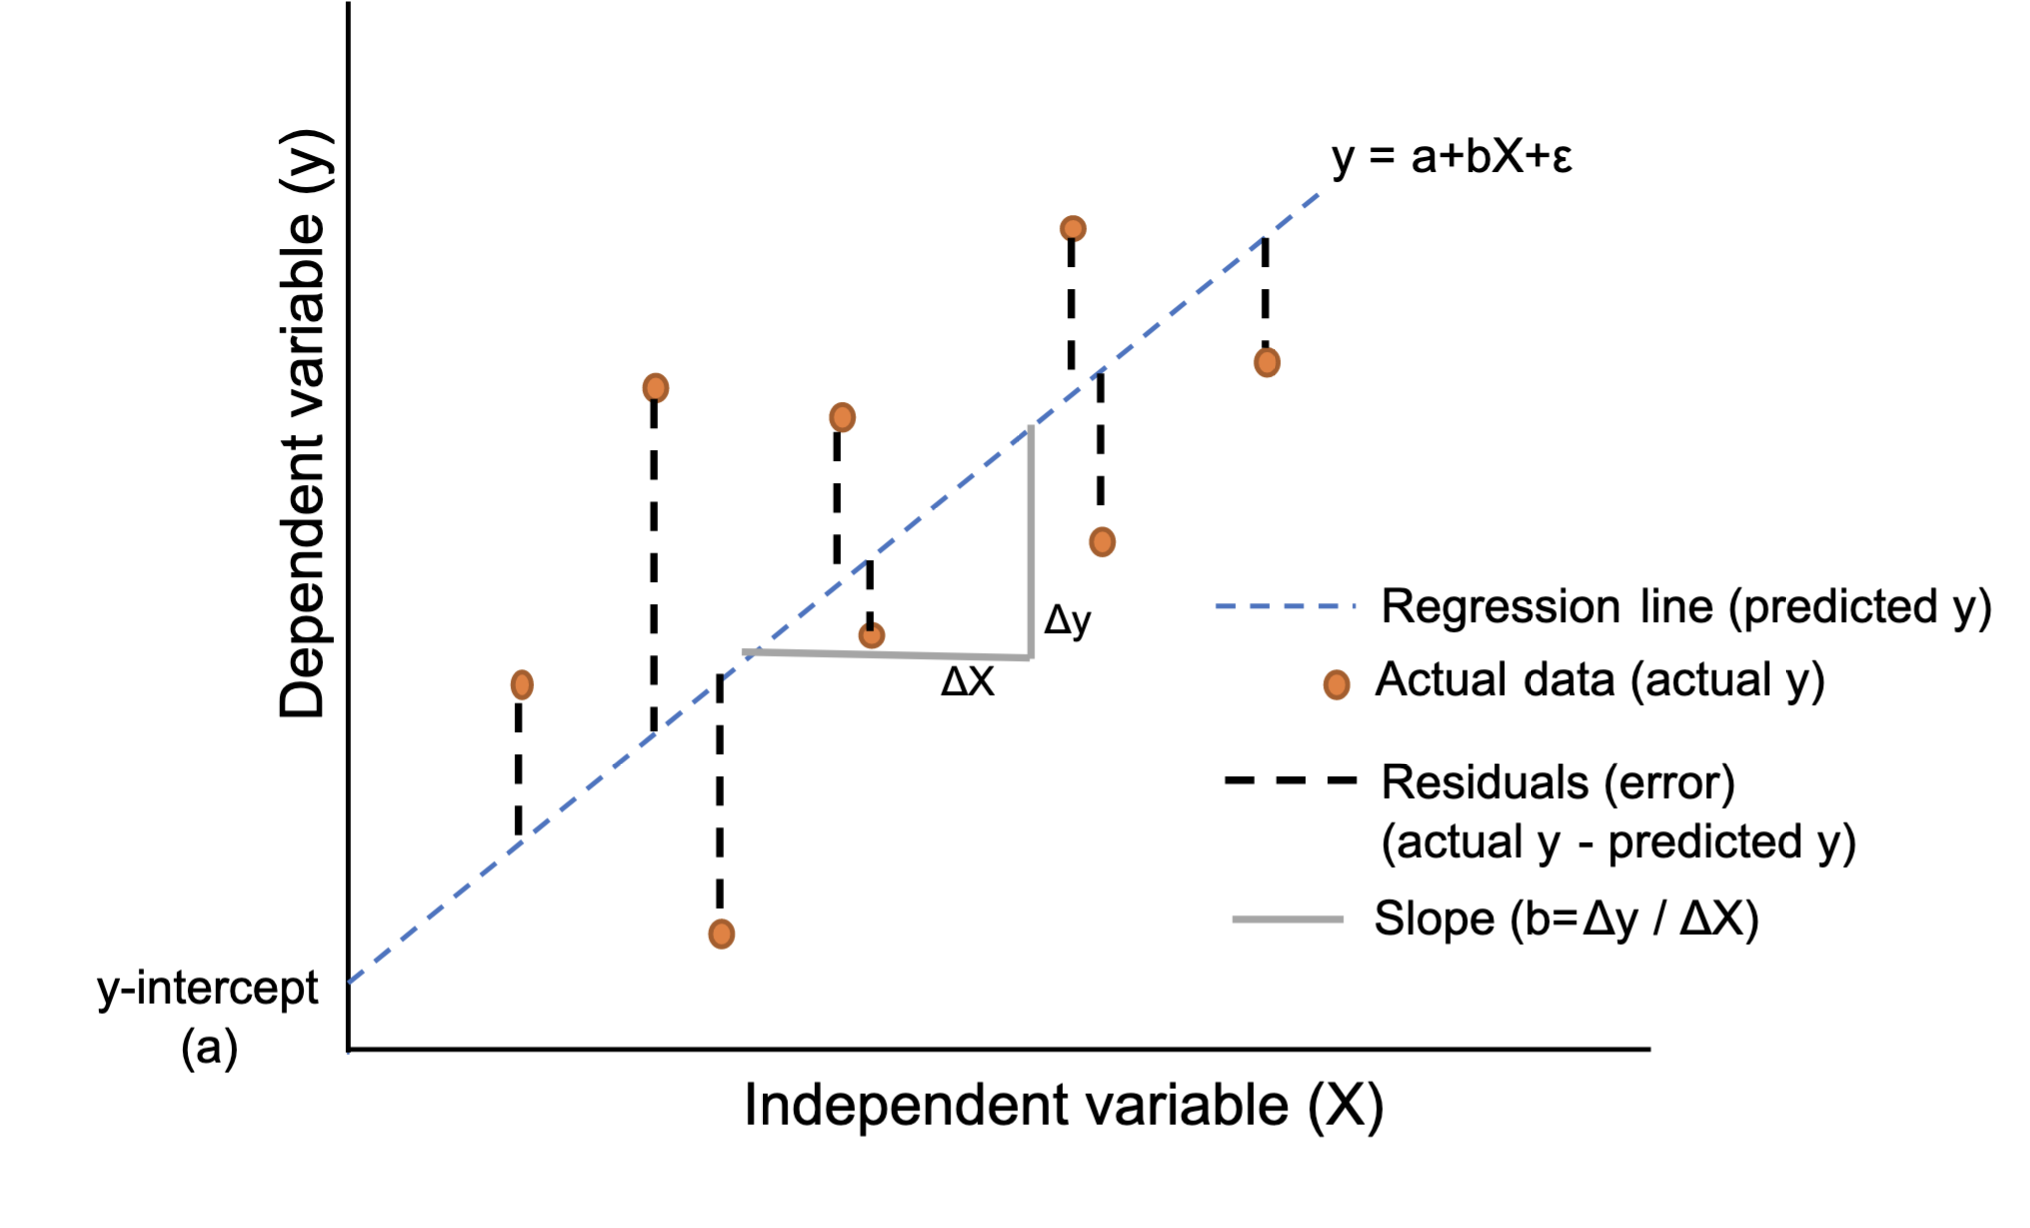 y = a+bX+ε
Dependent variable (y)
Δy
ΔX
Regression line (predicted y)
Actual data (actual y)
Residuals (error)
(actual y - predicted y)
Slope (b=Δy / ΔX)
y-intercept
(a)
Independent variable (X)